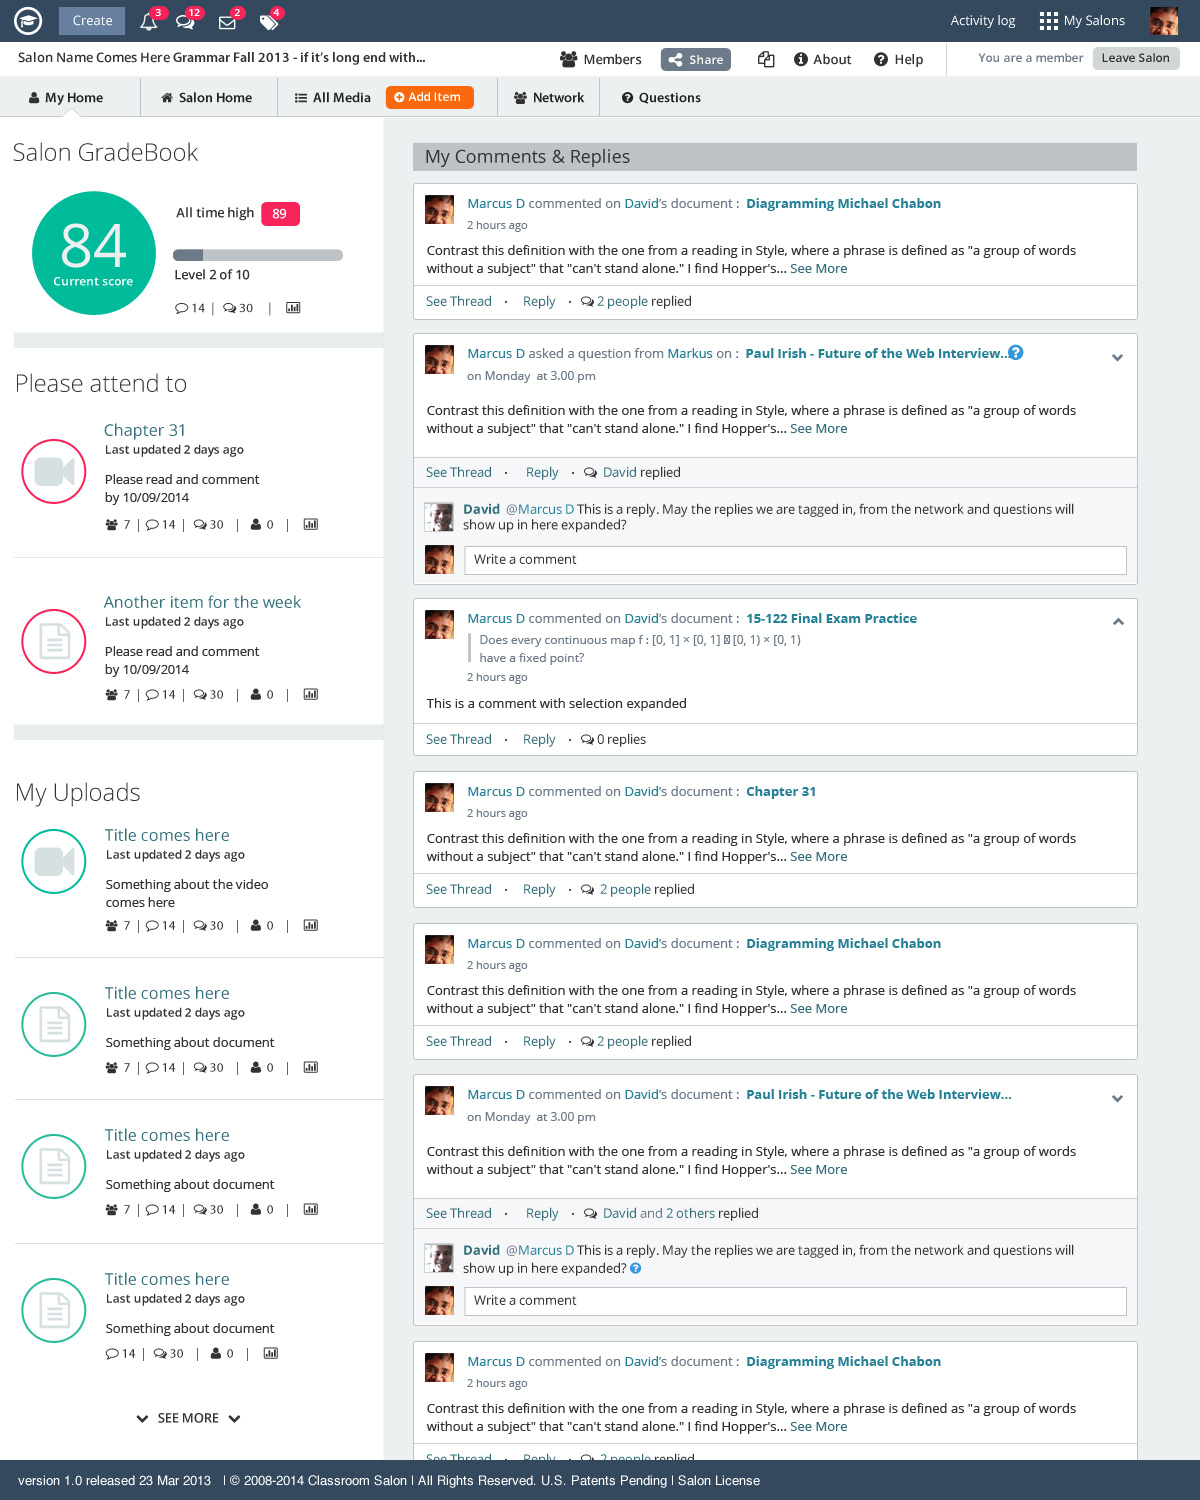 Create 3 12 2 4 Activity log My Salons
Salon Name Comes Here Grammar Fall 2013 - if it's long end with... Members Share About Help You are a member Leave Salon
My Home Salon Home All Media Add Item Network Questions
Salon GradeBook
84
Current score
All time high 89
Level 2 of 10
14 | 30 |
Please attend to
Chapter 31
Last updated 2 days ago
Please read and comment
by 10/09/2014
7 | 14 | 30 | 0 |
Another item for the week
Last updated 2 days ago
Please read and comment
by 10/09/2014
7 | 14 | 30 | 0 |
My Uploads
Title comes here
Last updated 2 days ago
Something about the video
comes here
7 | 14 | 30 | 0 |
Title comes here
Last updated 2 days ago
Something about document
7 | 14 | 30 | 0 |
Title comes here
Last updated 2 days ago
Something about document
7 | 14 | 30 | 0 |
Title comes here
Last updated 2 days ago
Something about document
14 | 30 | 0 |
SEE MORE
My Comments & Replies
Marcus D commented on David's document : Diagramming Michael Chabon
2 hours ago
Contrast this definition with the one from a reading in Style, where a phrase is defined as "a group of words
without a subject" that "can't stand alone." I find Hopper's... See More
See Thread · Reply · 2 people replied
Marcus D asked a question from Markus on : Paul Irish - Future of the Web Interview...
on Monday at 3.00 pm
Contrast this definition with the one from a reading in Style, where a phrase is defined as "a group of words
without a subject" that "can't stand alone." I find Hopper's... See More
See Thread · Reply · David replied
David @Marcus D This is a reply. May the replies we are tagged in, from the network and questions will
show up in here expanded?
Write a comment
Marcus D commented on David's document : 15-122 Final Exam Practice
Does every continuous map f : [0, 1] × [0, 1] [0, 1) × [0, 1)
have a fixed point?
2 hours ago
This is a comment with selection expanded
See Thread · Reply · 0 replies
Marcus D commented on David's document : Chapter 31
2 hours ago
Contrast this definition with the one from a reading in Style, where a phrase is defined as "a group of words
without a subject" that "can't stand alone." I find Hopper's... See More
See Thread · Reply · 2 people replied
Marcus D commented on David's document : Diagramming Michael Chabon
2 hours ago
Contrast this definition with the one from a reading in Style, where a phrase is defined as "a group of words
without a subject" that "can't stand alone." I find Hopper's... See More
See Thread · Reply · 2 people replied
Marcus D commented on David's document : Paul Irish - Future of the Web Interview...
on Monday at 3.00 pm
Contrast this definition with the one from a reading in Style, where a phrase is defined as "a group of words
without a subject" that "can't stand alone." I find Hopper's... See More
See Thread · Reply · David and 2 others replied
David @Marcus D This is a reply. May the replies we are tagged in, from the network and questions will
show up in here expanded?
Write a comment
Marcus D commented on David's document : Diagramming Michael Chabon
2 hours ago
Contrast this definition with the one from a reading in Style, where a phrase is defined as "a group of words
without a subject" that "can't stand alone." I find Hopper's... See More
See Thread · Reply · 2 people replied
version 1.0 released 23 Mar 2013 | © 2008-2014 Classroom Salon | All Rights Reserved. U.S. Patents Pending | Salon License